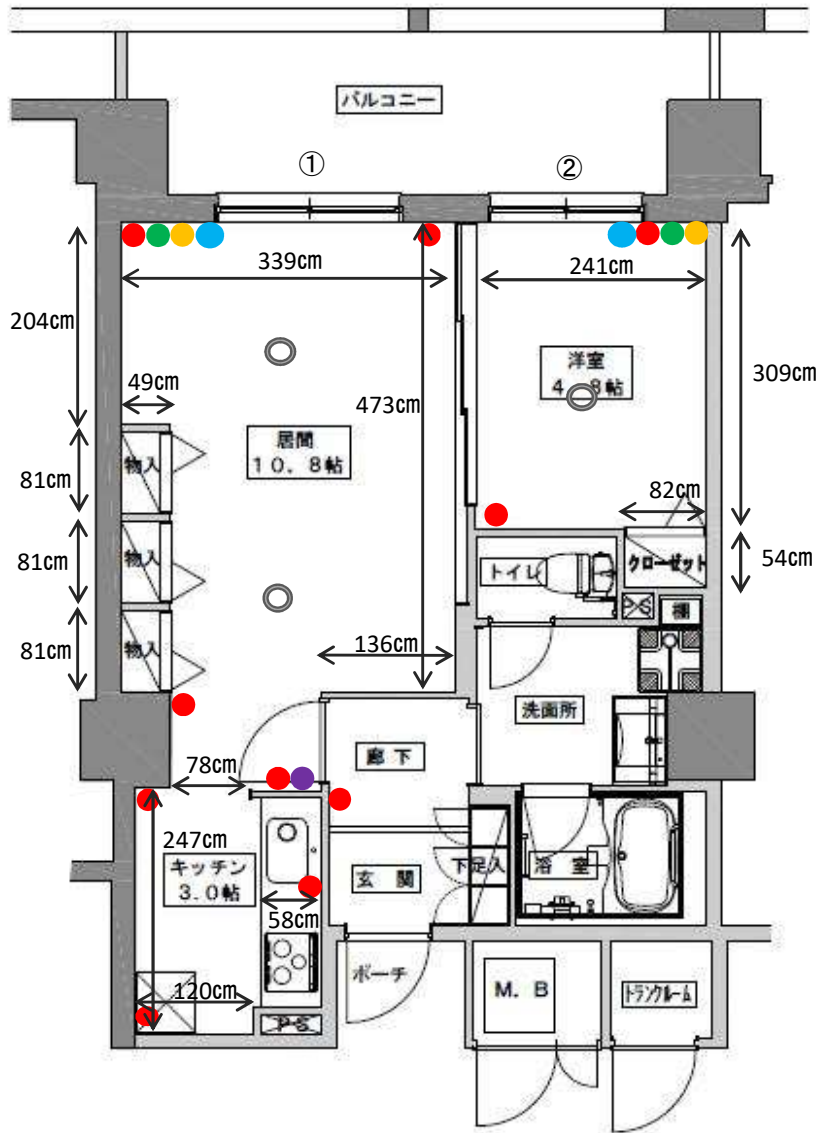 バルコニー
①
②
339㎝
241㎝
204㎝
49㎝
473㎝
洋室
4.8帖
309㎝
居間
10.8帖
物入
81㎝
82㎝
物入
81㎝
トイレ
クローゼット
54㎝
P・S
棚
物入
81㎝
136㎝
洗面所
廊下
78㎝
247㎝
キッチン
3.0帖
58㎝
玄関
下足入
浴室
120㎝
ポーチ
M.B
トランクルーム
P・S